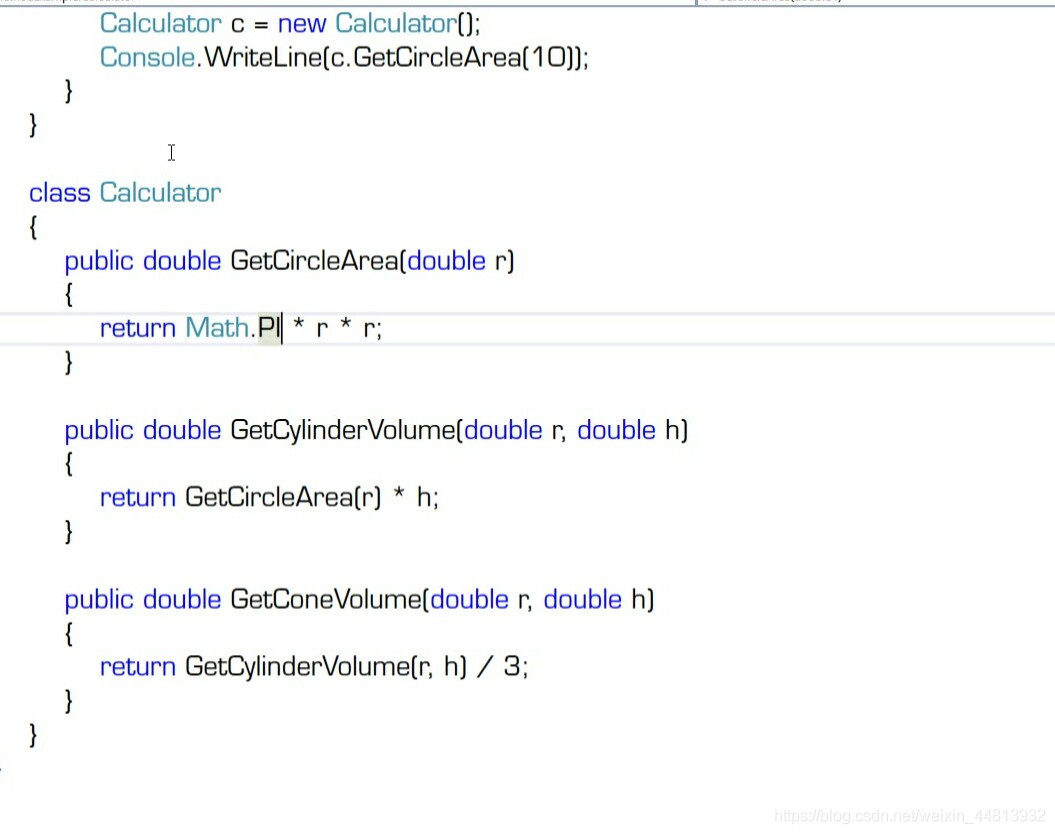 Calculator c = new Calculator();
Console.WriteLine(c.GetCircleArea(10));
}
}
class Calculator
{
public double GetCircleArea(double r)
{
return Math.PI * r * r;
}
public double GetCylinderVolume(double r, double h)
{
return GetCircleArea(r) * h;
}
public double GetConeVolume(double r, double h)
{
return GetCylinderVolume(r, h) / 3;
}
}
https://blog.csdn.net/weixin_44813932